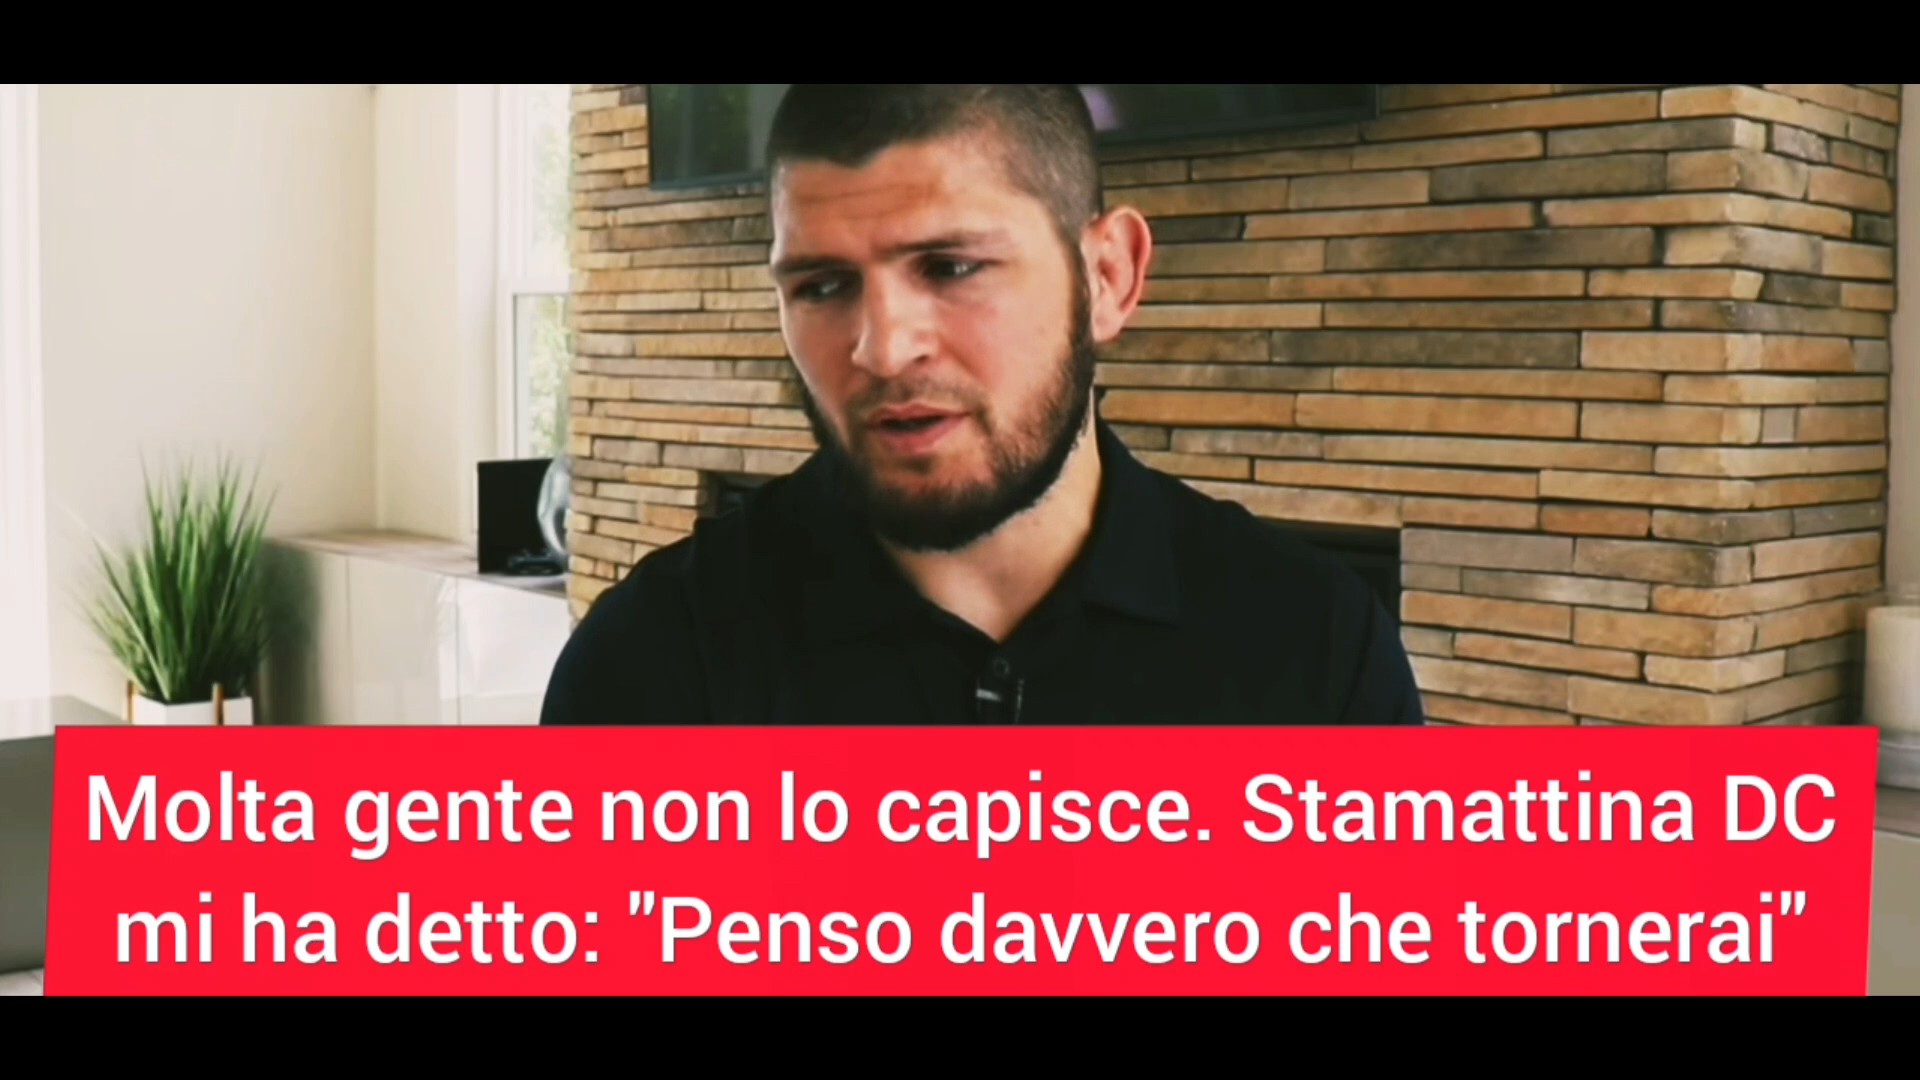 Molta gente non lo capisce. Stamattina DC
mi ha detto: "Penso davvero che tornerai"